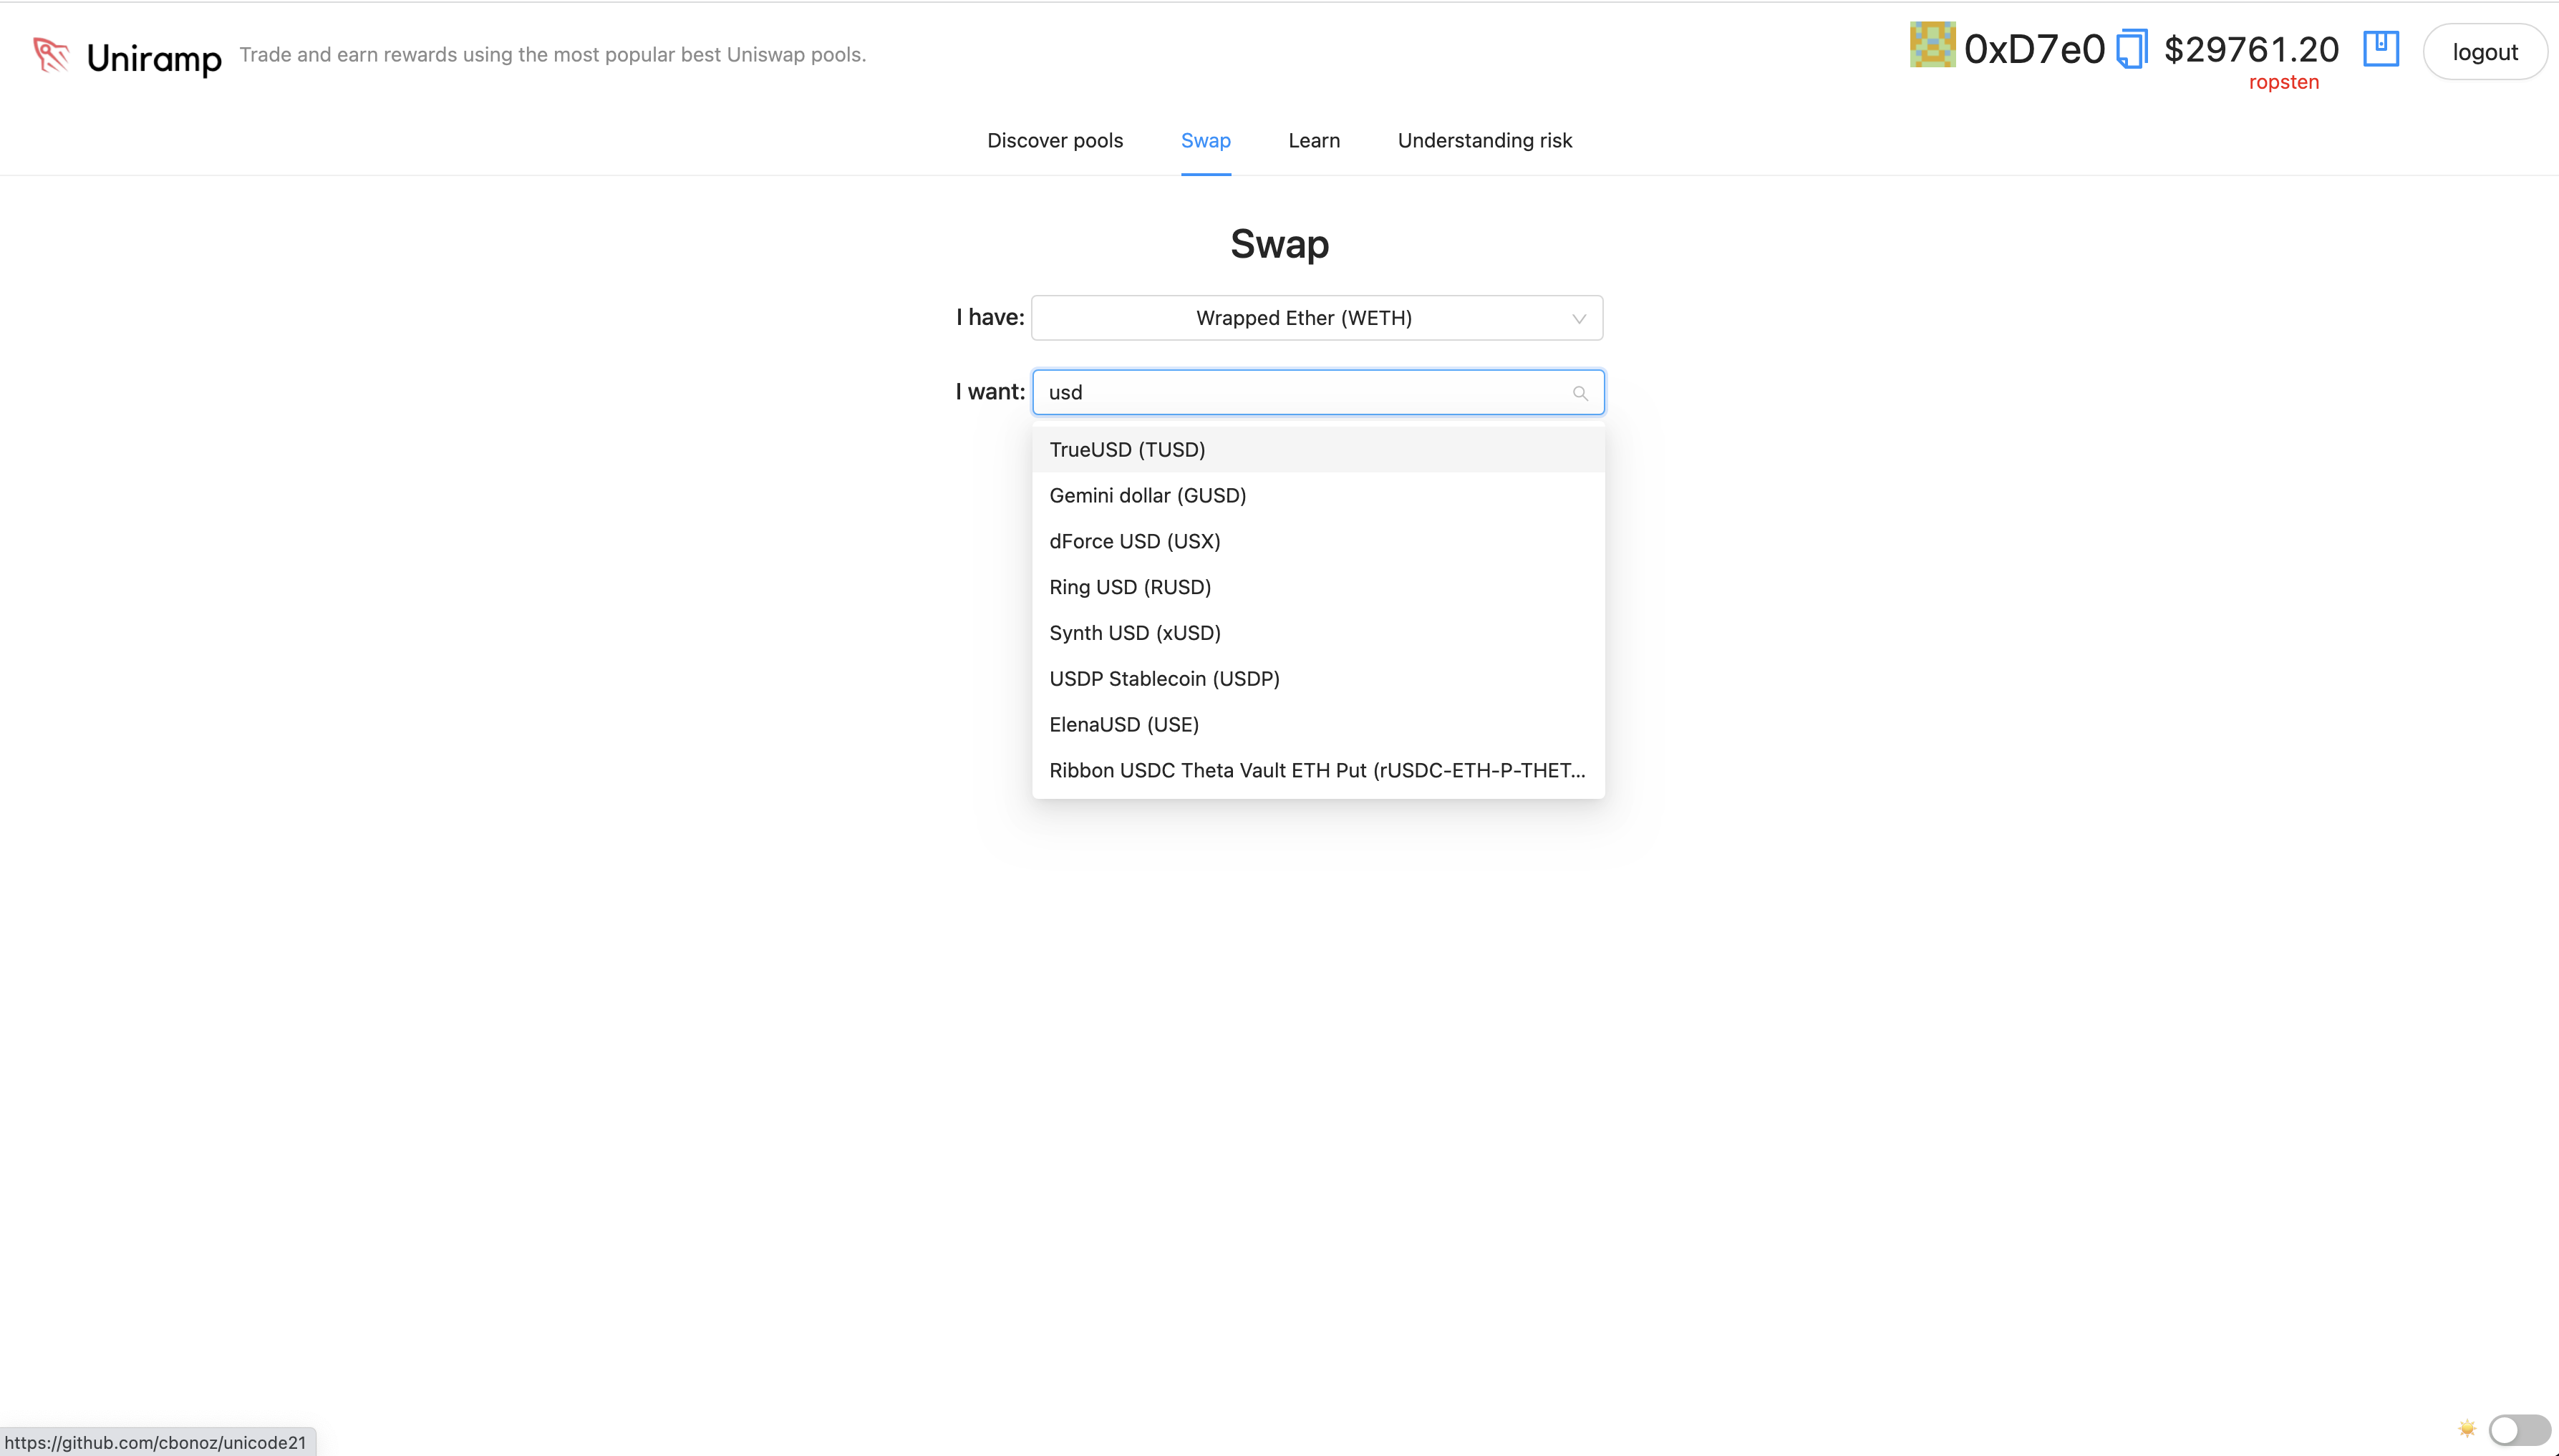 Uniramp Trade and earn rewards using the most popular best Uniswap pools. 0xD7e0 $29761.20 logout
ropsten
Discover pools Swap Learn Understanding risk
Swap
I have: Wrapped Ether (WETH)
I want: usd
TrueUSD (TUSD)
Gemini dollar (GUSD)
dForce USD (USX)
Ring USD (RUSD)
Synth USD (xUSD)
USDP Stablecoin (USDP)
ElenaUSD (USE)
Ribbon USDC Theta Vault ETH Put (rUSDC-ETH-P-THET...
https://github.com/cbonoz/unicode21